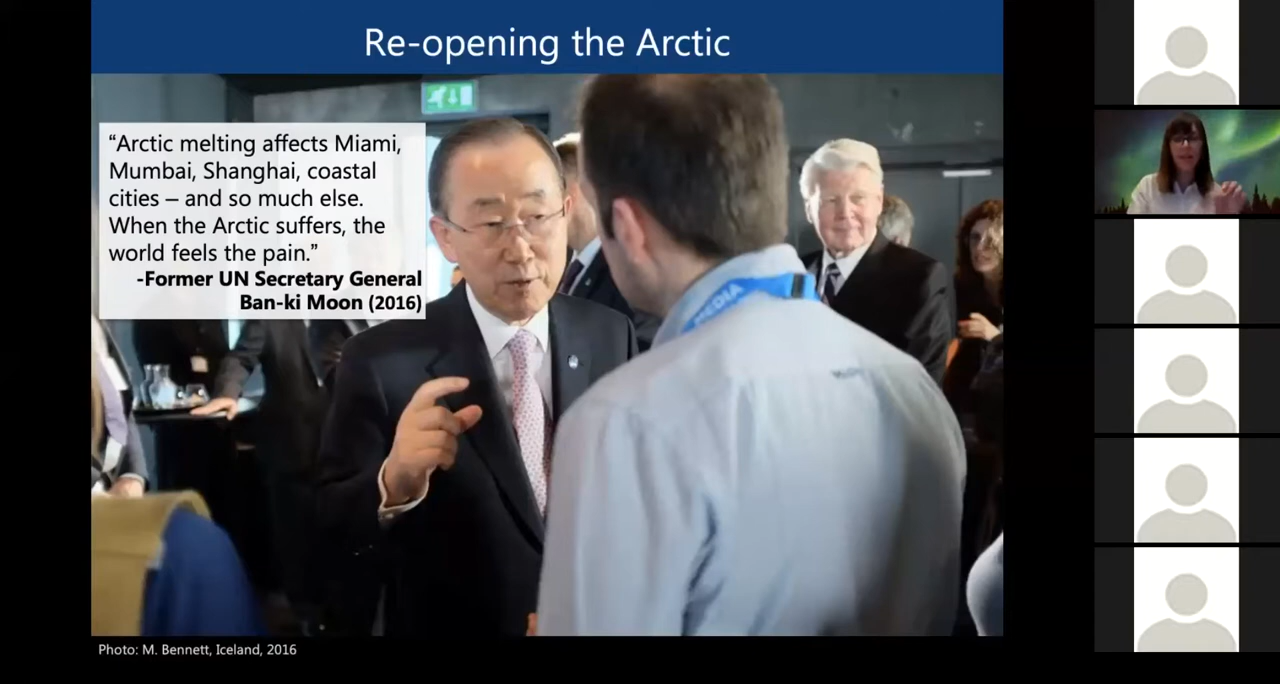 Re-opening the Arctic
“Arctic melting affects Miami,
Mumbai, Shanghai, coastal
cities – and so much else.
When the Arctic suffers, the
world feels the pain.”
-Former UN Secretary General
Ban-ki Moon (2016)
MEDIA
Photo: M. Bennett, Iceland, 2016